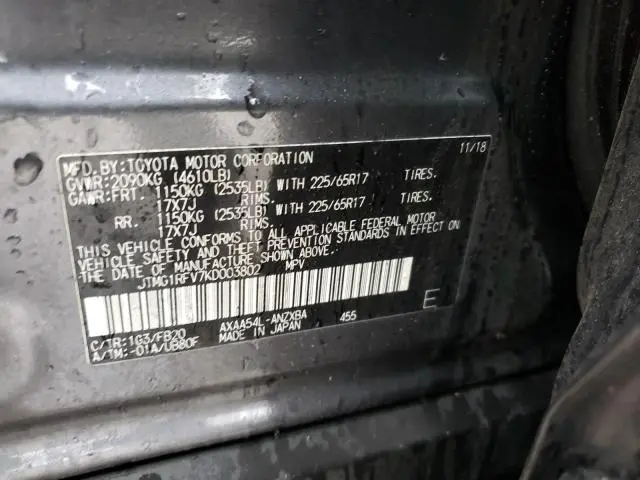 MFD.BY:TOYOTA MOTOR CORPORATION 11/18
GVWR:2090KG (4610LB)
GAWR:FRT. 1150KG (2535LB) WITH 225/65R17 TIRES.
17X7J RIMS.
RR. 1150KG (2535LB) WITH 225/65R17 TIRES.
17X7J RIMS.
THIS VEHICLE CONFORMS TO ALL APPLICABLE FEDERAL MOTOR
VEHICLE SAFETY AND THEFT PREVENTION STANDARDS IN EFFECT ON
THE DATE OF MANUFACTURE SHOWN ABOVE.
JTMG1RFV7KD003802 MPV
E
C/TR:1G3/FB20 AXAA54L-ANZXBA 455
A/TM:-01A/UB80F MADE IN JAPAN